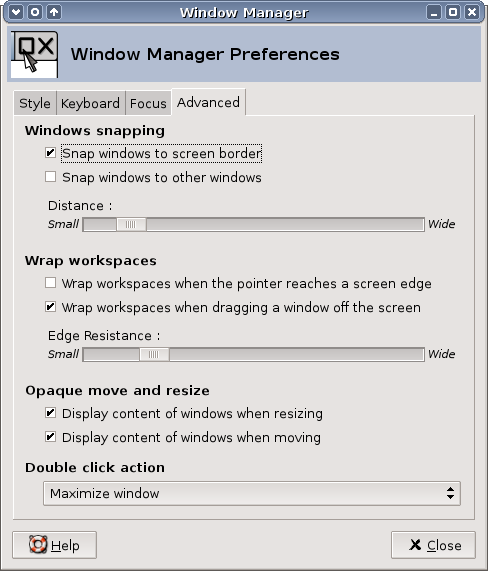 Window Manager
Window Manager Preferences
Style Keyboard Focus Advanced
Windows snapping
Snap windows to screen border
Snap windows to other windows
Distance :
Small Wide
Wrap workspaces
Wrap workspaces when the pointer reaches a screen edge
Wrap workspaces when dragging a window off the screen
Edge Resistance :
Small Wide
Opaque move and resize
Display content of windows when resizing
Display content of windows when moving
Double click action
Maximize window
Help Close